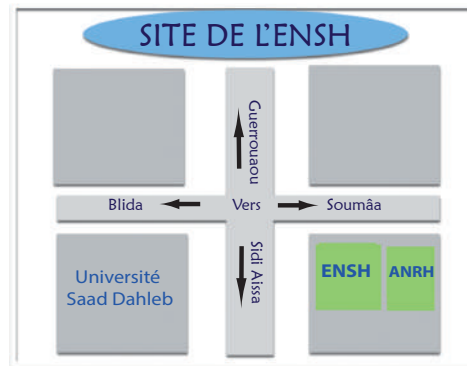 SITE DE L'ENSH
Guerrouaou
Blida
Vers
Soumâa
Sidi Aissa
Université
Saad Dahleb
ENSH
ANRH